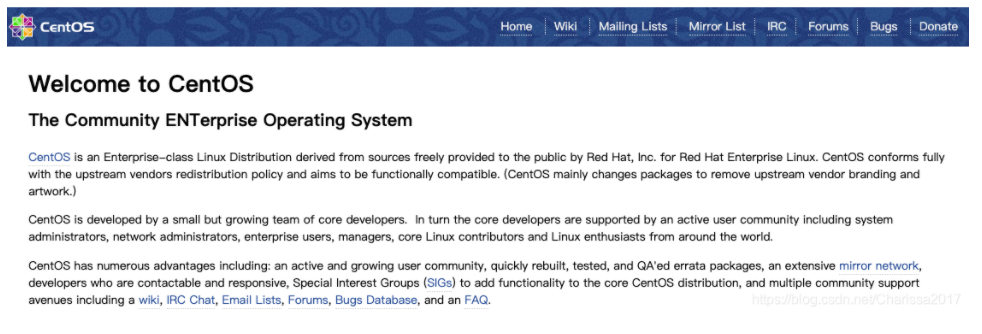 CentOS Home Wiki Mailing Lists Mirror List IRC Forums Bugs Donate
Welcome to CentOS
The Community ENTerprise Operating System
CentOS is an Enterprise-class Linux Distribution derived from sources freely provided to the public by Red Hat, Inc. for Red Hat Enterprise Linux. CentOS conforms fully
with the upstream vendors redistribution policy and aims to be functionally compatible. (CentOS mainly changes packages to remove upstream vendor branding and
artwork.)
CentOS is developed by a small but growing team of core developers. In turn the core developers are supported by an active user community including system
administrators, network administrators, enterprise users, managers, core Linux contributors and Linux enthusiasts from around the world.
CentOS has numerous advantages including: an active and growing user community, quickly rebuilt, tested, and QA'ed errata packages, an extensive mirror network,
developers who are contactable and responsive, Special Interest Groups (SIGs) to add functionality to the core CentOS distribution, and multiple community support
avenues including a wiki, IRC Chat, Email Lists, Forums, Bugs Database, and an FAQ.
https://blog.csdn.net/Charissa2017